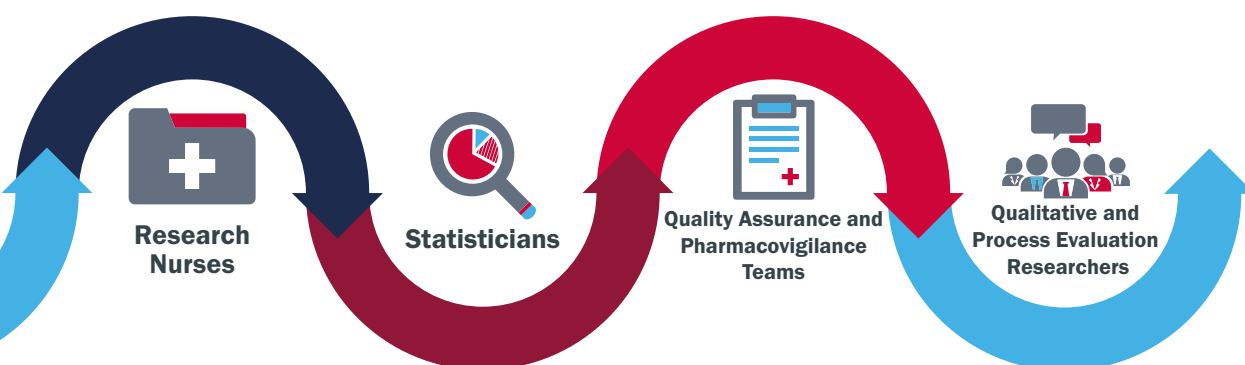 Research
Nurses
Statisticians
Quality Assurance and
Pharmacovigilance
Teams
Qualitative and
Process Evaluation
Researchers